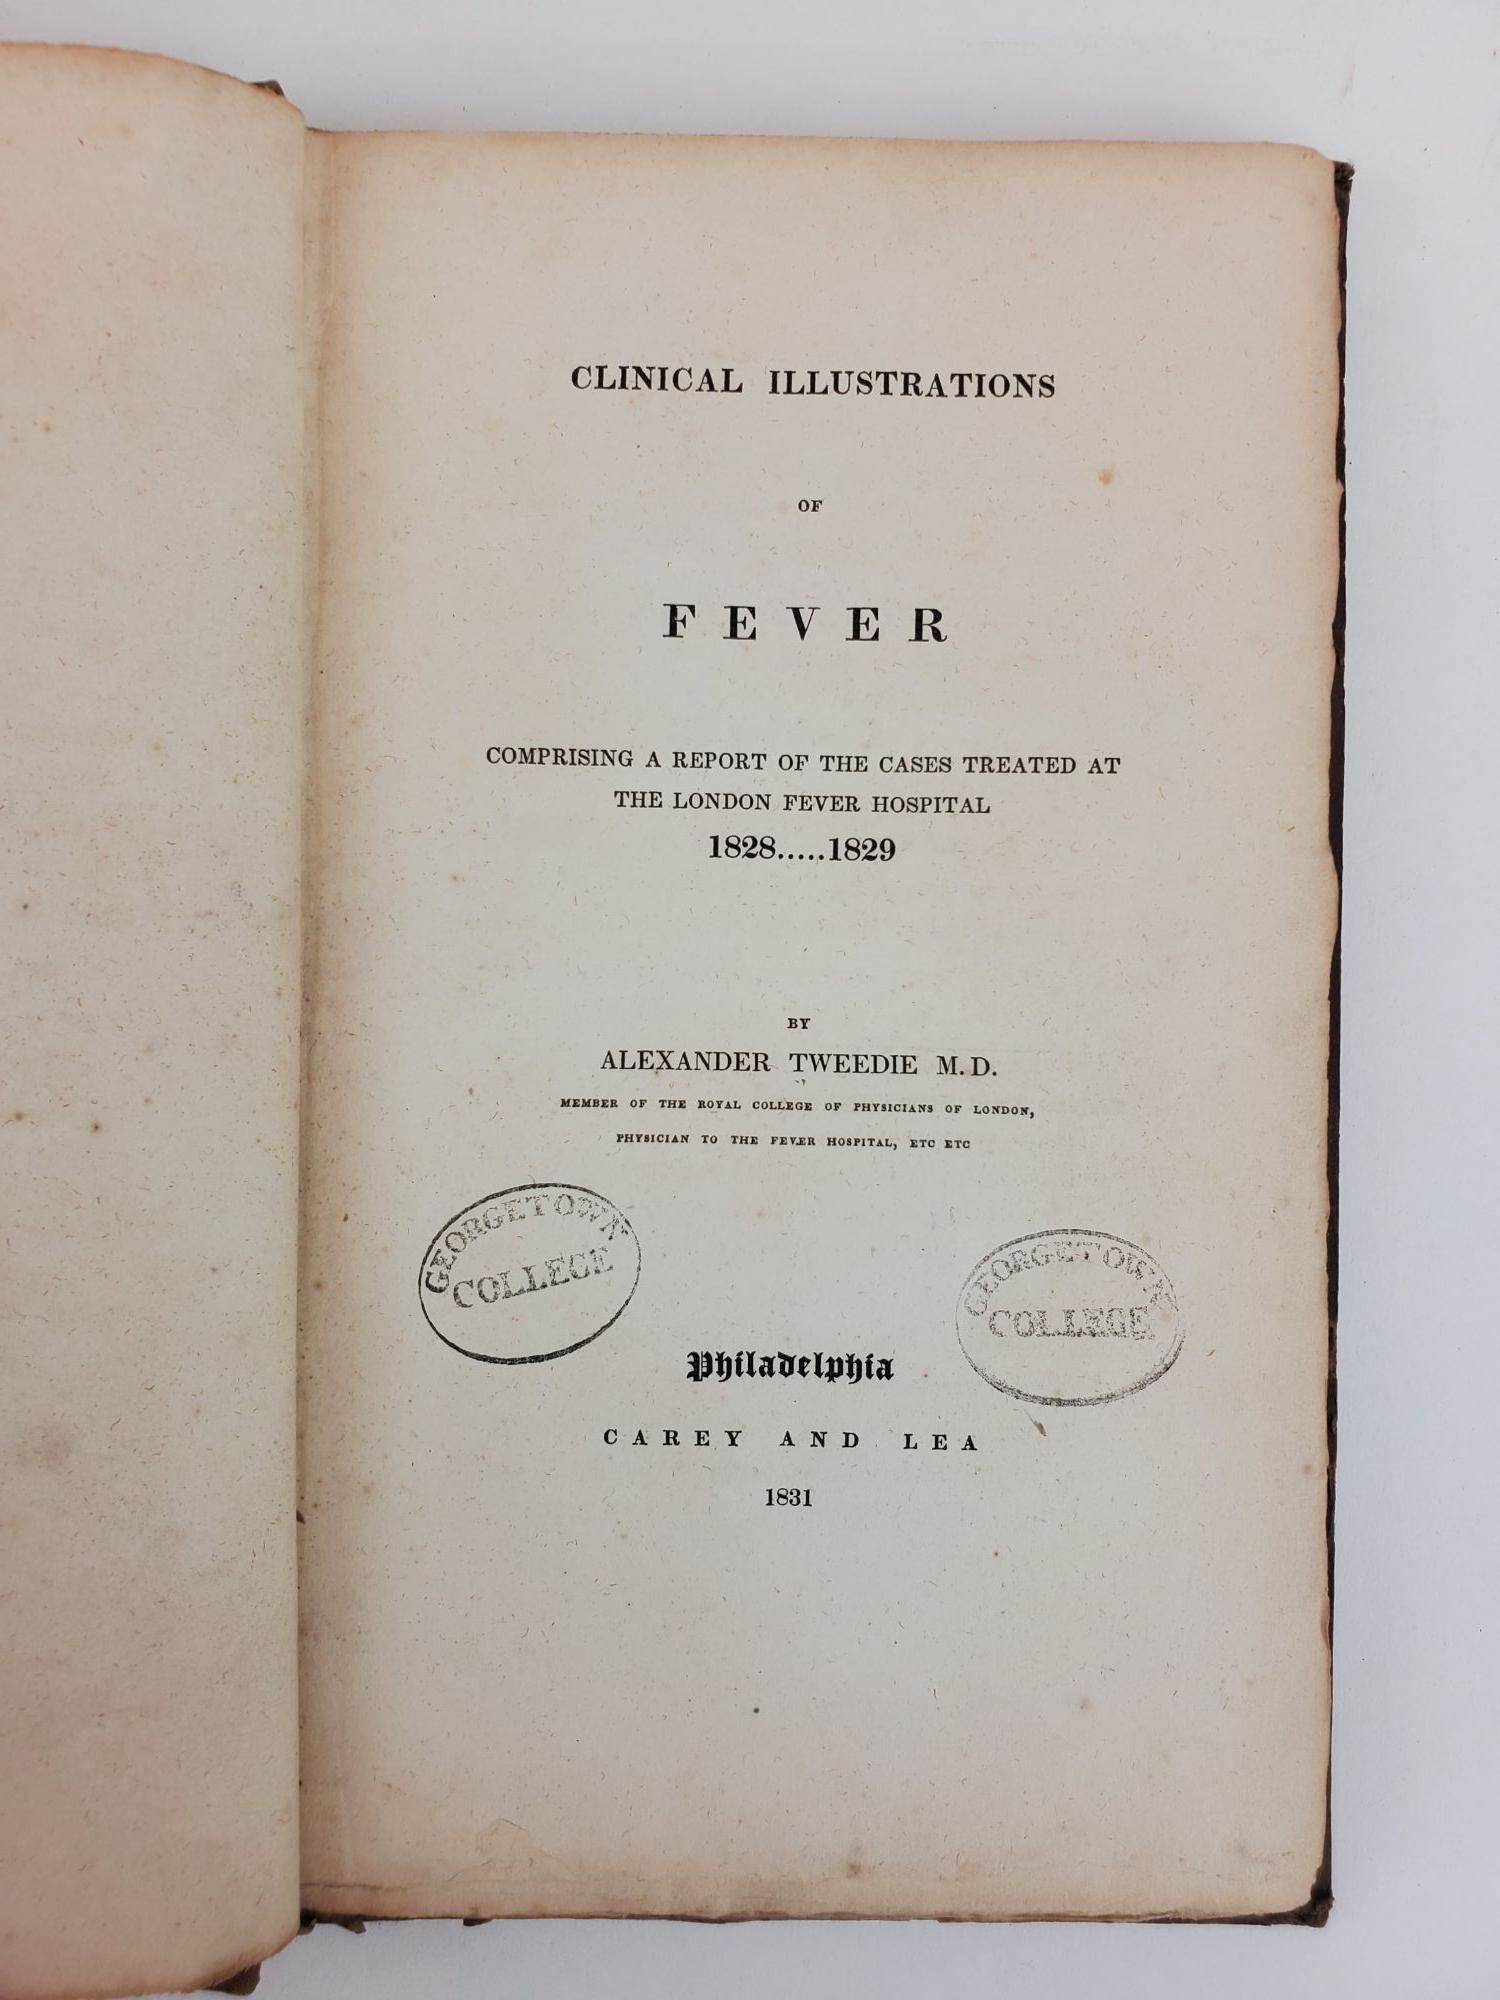 CLINICAL ILLUSTRATIONS
OF
FEVER
COMPRISING A REPORT OF THE CASES TREATED AT
THE LONDON FEVER HOSPITAL
1828.....1829
BY
ALEXANDER TWEEDIE M.D.
MEMBER OF THE ROYAL COLLEGE OF PHYSICIANS OF LONDON,
PHYSICIAN TO THE FEVER HOSPITAL, ETC ETC
GEORGETOWN
COLLEGE
GEORGETOWN
COLLEGE
Philadelphia
CAREY AND LEA
1831